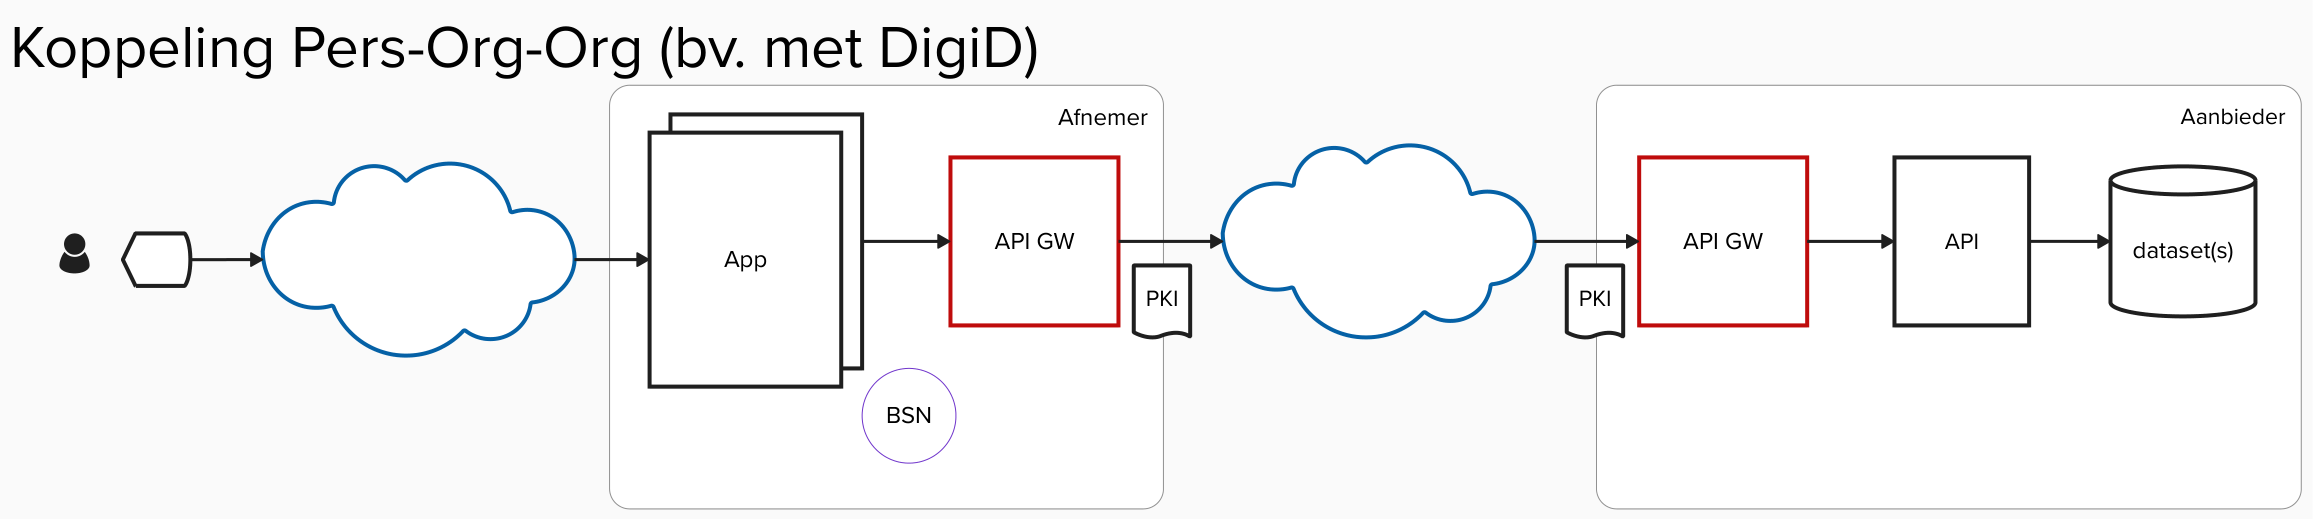 Koppeling Pers-Org-Org (bv. met DigiD)
Afnemer
App
API GW
PKI
BSN
Aanbieder
PKI
API GW
API
dataset(s)